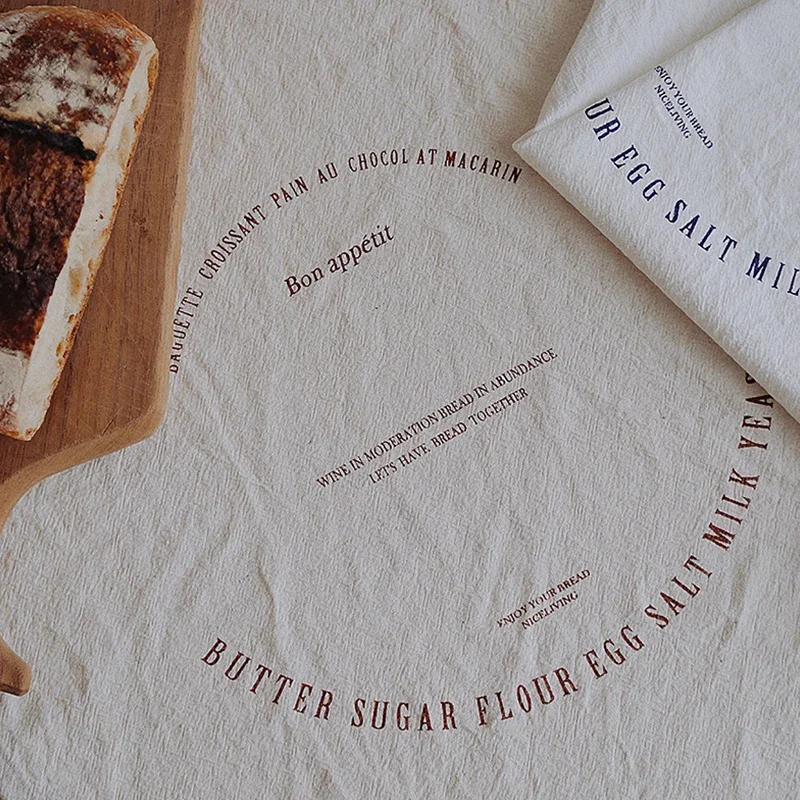 BAGUETTE CROISSANT PAIN AU CHOCOL AT MACARIN
Bon appétit
WINE IN MODERATION BREAD IN ABUNDANCE
LET'S HAVE BREAD TOGETHER
ENJOY YOUR BREAD
NICELIVING
BUTTER SUGAR FLOUR EGG SALT MILK YEAS
ENJOY YOUR BREAD
NICELIVING
UR EGG SALT MIL